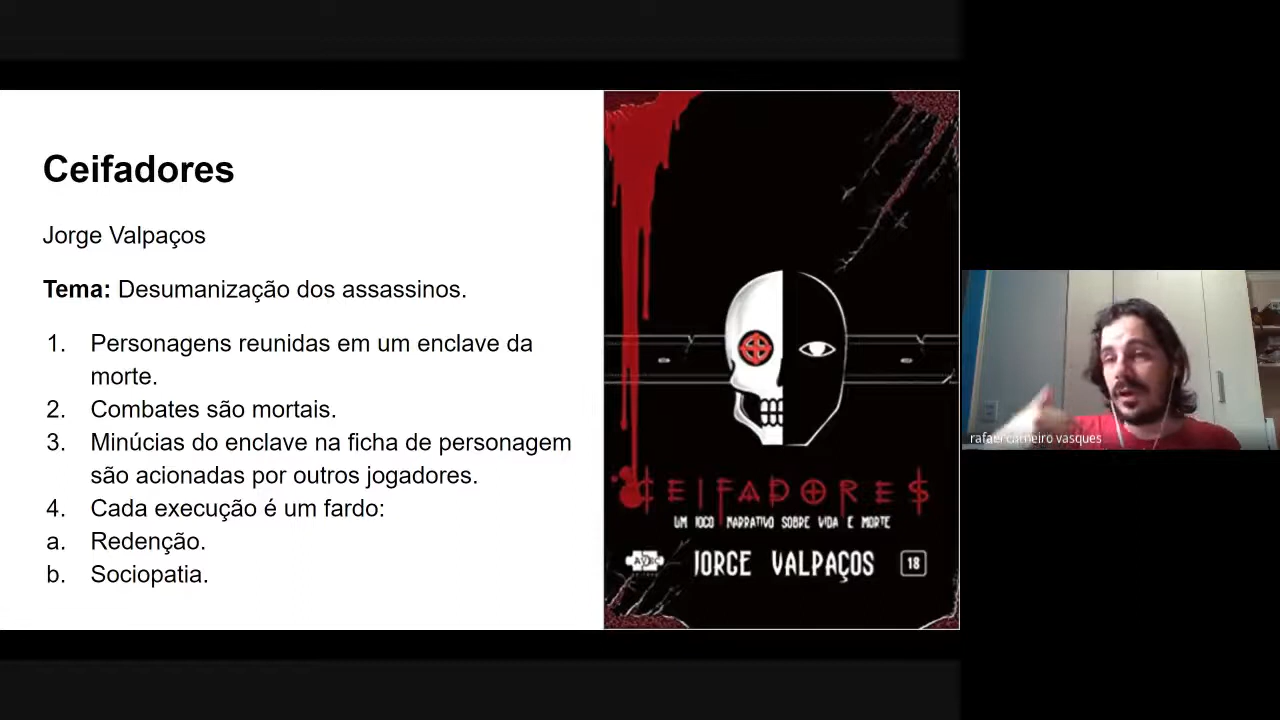 Ceifadores
Jorge Valpaços
Tema: Desumanização dos assassinos.
1. Personagens reunidas em um enclave da
morte.
2. Combates são mortais.
3. Minúcias do enclave na ficha de personagem
são acionadas por outros jogadores.
4. Cada execução é um fardo:
a. Redenção.
b. Sociopatia.
CEIFADORES
UM JOGO NARRATIVO SOBRE VIDA E MORTE
JORGE VALPAÇOS
18
rafael carneiro vasques